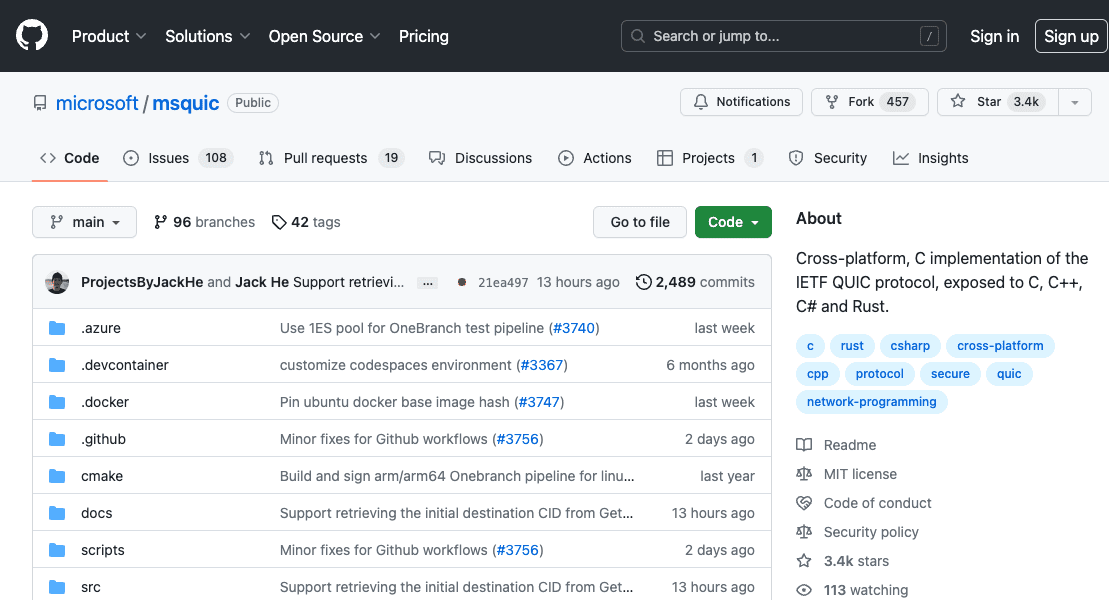 Product Solutions Open Source Pricing Search or jump to... / Sign in Sign up
microsoft / msquic Public Notifications Fork 457 Star 3.4k
Code Issues 108 Pull requests 19 Discussions Actions Projects 1 Security Insights
main 96 branches 42 tags Go to file Code
ProjectsByJackHe and Jack He Support retrievi... ... 21ea497 13 hours ago 2,489 commits
.azure Use 1ES pool for OneBranch test pipeline (#3740) last week
.devcontainer customize codespaces environment (#3367) 6 months ago
.docker Pin ubuntu docker base image hash (#3747) last week
.github Minor fixes for Github workflows (#3756) 2 days ago
cmake Build and sign arm/arm64 Onebranch pipeline for linu... last year
docs Support retrieving the initial destination CID from Get... 13 hours ago
scripts Minor fixes for Github workflows (#3756) 2 days ago
src Support retrieving the initial destination CID from Get... 13 hours ago
About
Cross-platform, C implementation of the
IETF QUIC protocol, exposed to C, C++,
C# and Rust.
c rust csharp cross-platform
cpp protocol secure quic
network-programming
Readme
MIT license
Code of conduct
Security policy
3.4k stars
113 watching